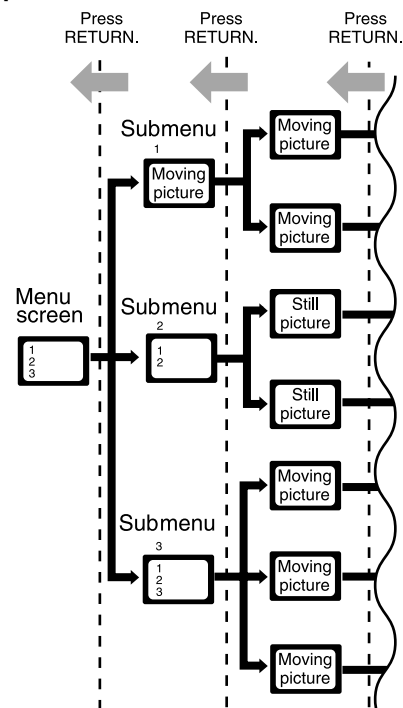 Press
RETURN.
Press
RETURN.
Press
RETURN.
Submenu
1
Moving
picture
Moving
picture
Moving
picture
Menu
screen
1
2
3
Submenu
2
1
2
Still
picture
Still
picture
Submenu
3
1
2
3
Moving
picture
Moving
picture
Moving
picture